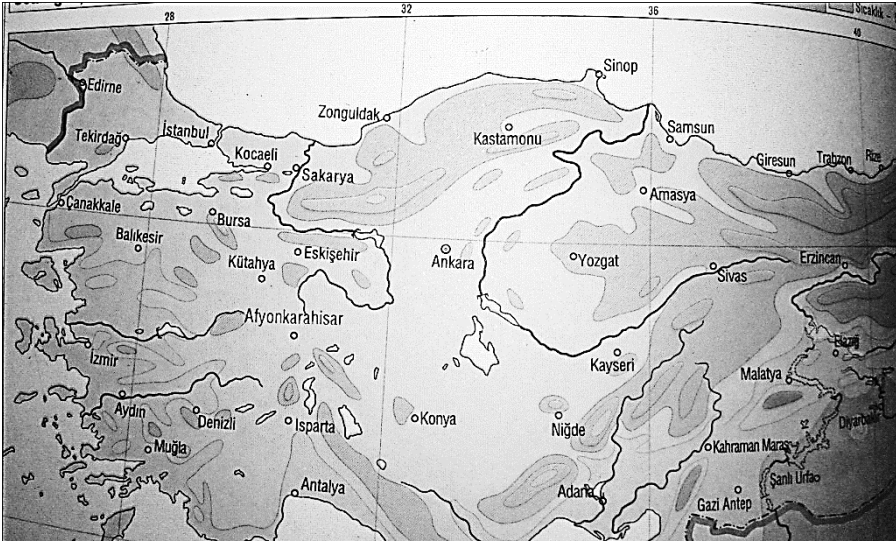 28
32
36
40
Sıcaklık
Edirne
Tekirdağ
İstanbul
Kocaeli
Sakarya
Zonguldak
Kastamonu
Sinop
Samsun
Giresun
Trabzon
Rize
Amasya
Çanakkale
Bursa
Balıkesir
Kütahya
Eskişehir
Ankara
Yozgat
Sivas
Erzincan
Afyonkarahisar
İzmir
Kayseri
Malatya
Aydın
Denizli
Isparta
Konya
Niğde
Muğla
Kahraman Maraş
Antalya
Adana
Gazi Antep
Şanlı Urfa